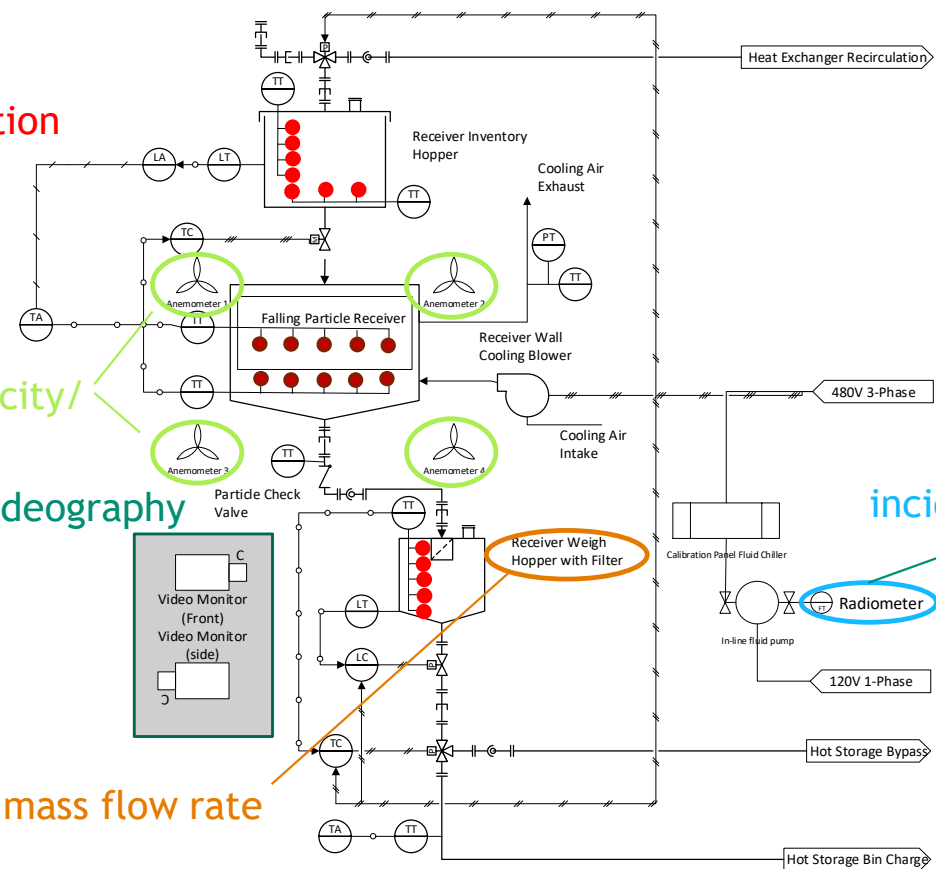 Heat Exchanger Recirculation
P
TT
tion
Receiver Inventory
Hopper
LA
LT
TT
Cooling Air
Exhaust
TC
M
PT
TT
Anemometer 1
Anemometer 2
TA
TT
Falling Particle Receiver
Receiver Wall
Cooling Blower
TT
480V 3-Phase
city/
Cooling Air
Intake
TT
Anemometer 3
Anemometer 4
Particle Check
Valve
deography
TT
inci
C
Video Monitor
(Front)
Video Monitor
(side)
C
Receiver Weigh
Hopper with Filter
Calibration Panel Fluid Chiller
LT
FT
Radiometer
In-line fluid pump
LC
P
120V 1-Phase
TC
P
Hot Storage Bypass
mass flow rate
TA
TT
Hot Storage Bin Charge